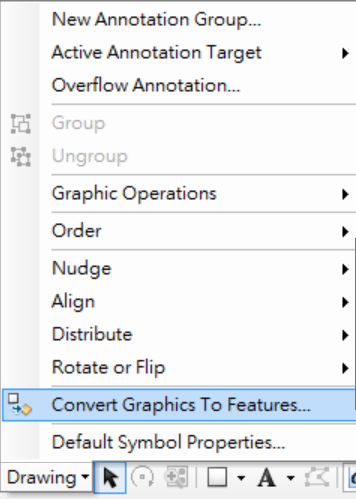 New Annotation Group...
Active Annotation Target
Overflow Annotation...
Group
Ungroup
Graphic Operations
Order
Nudge
Align
Distribute
Rotate or Flip
Convert Graphics To Features...
Default Symbol Properties...
Drawing A